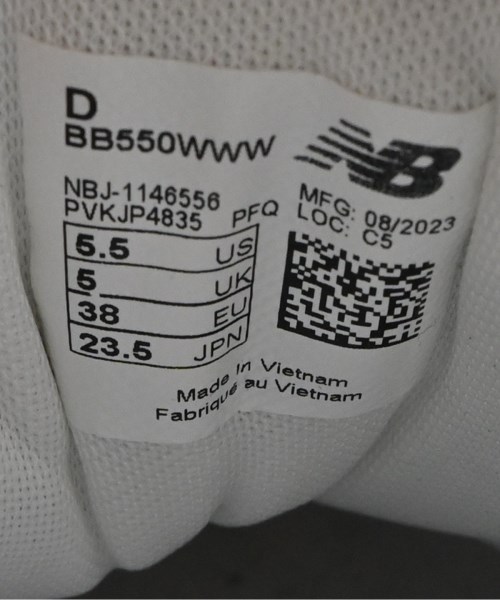 D
BB550WWW
NB
NBJ-1146556
PVKJP4835 PFQ
MFG: 08/2023
LOC: C5
5.5 US
5 UK
38 EU
23.5 JPN
Made in Vietnam
Fabriqué au Vietnam